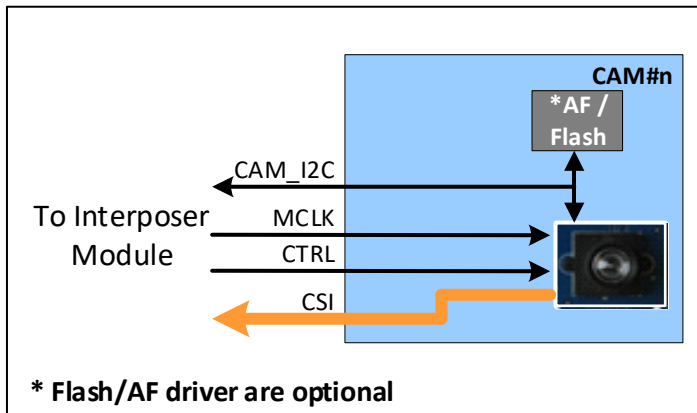 CAM#n
*AF /
Flash
CAM_I2C
To Interposer
Module
MCLK
CTRL
CSI
* Flash/AF driver are optional